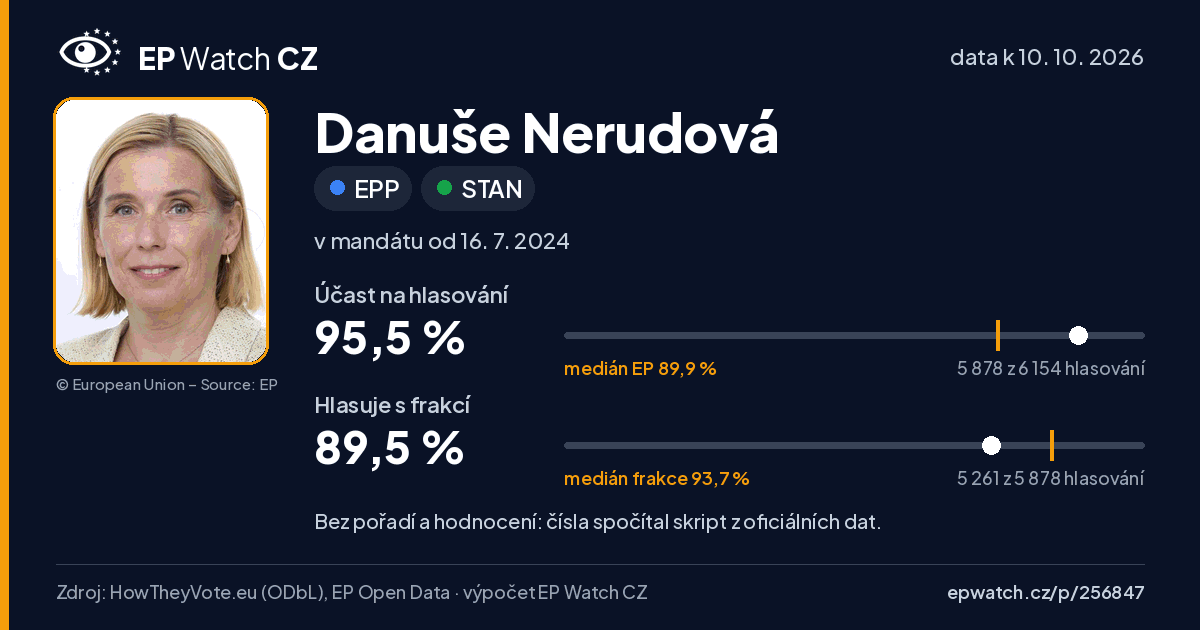 EP Watch CZ
data k 10. 10. 2026
Danuše Nerudová
EPP STAN
v mandátu od 16. 7. 2024
Účast na hlasování
95,5 %
medián EP 89,9 %
5 878 z 6 154 hlasování
© European Union – Source: EP
Hlasuje s frakcí
89,5 %
medián frakce 93,7 %
5 261 z 5 878 hlasování
Bez pořadí a hodnocení: čísla spočítal skript z oficiálních dat.
Zdroj: HowTheyVote.eu (ODbL), EP Open Data · výpočet EP Watch CZ
epwatch.cz/p/256847